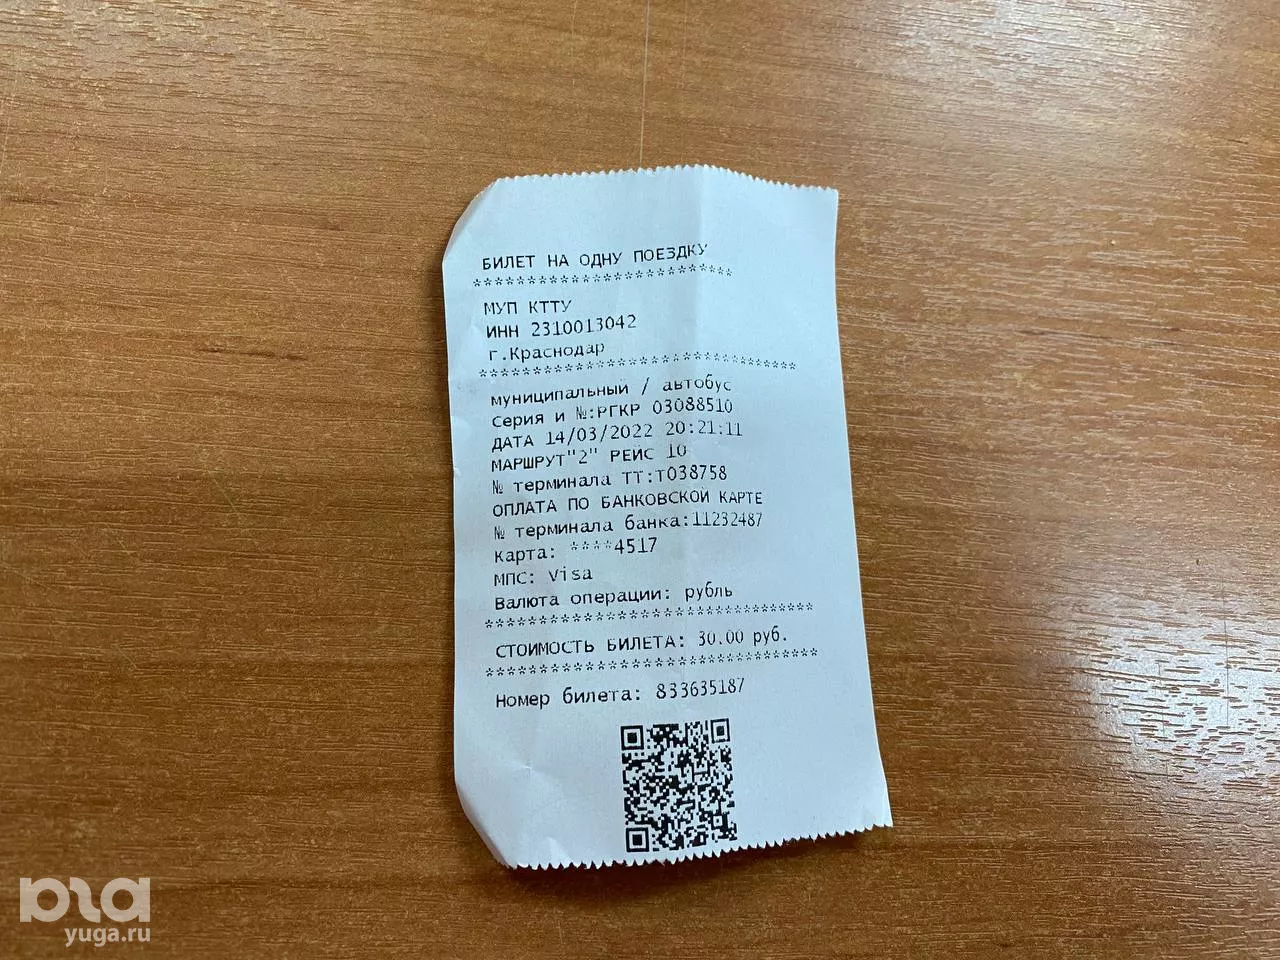 БИЛЕТ НА ОДНУ ПОЕЗДКУ
***********************
МУП КТТУ
ИНН 2310013042
г.Краснодар
*****************************
муниципальный / автобус
Серия и №:РГКР 03088510
ДАТА 14/03/2022 20:21:11
МАРШРУТ"2" РЕЙС 10
№ терминала ТТ:Т038758
ОПЛАТА ПО БАНКОВСКОЙ КАРТЕ
№ терминала банка:11232487
Карта: ****4517
МПС: Visa
Валюта операции: рубль
*****************************
СТОИМОСТЬ БИЛЕТА: 30.00 руб.
*****************************
Номер билета: 833635187
yuga.ru